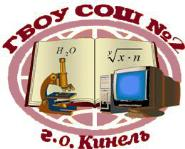 ГБОУ СОШ №2
H₂O
y√x·n
г.о. Кинель